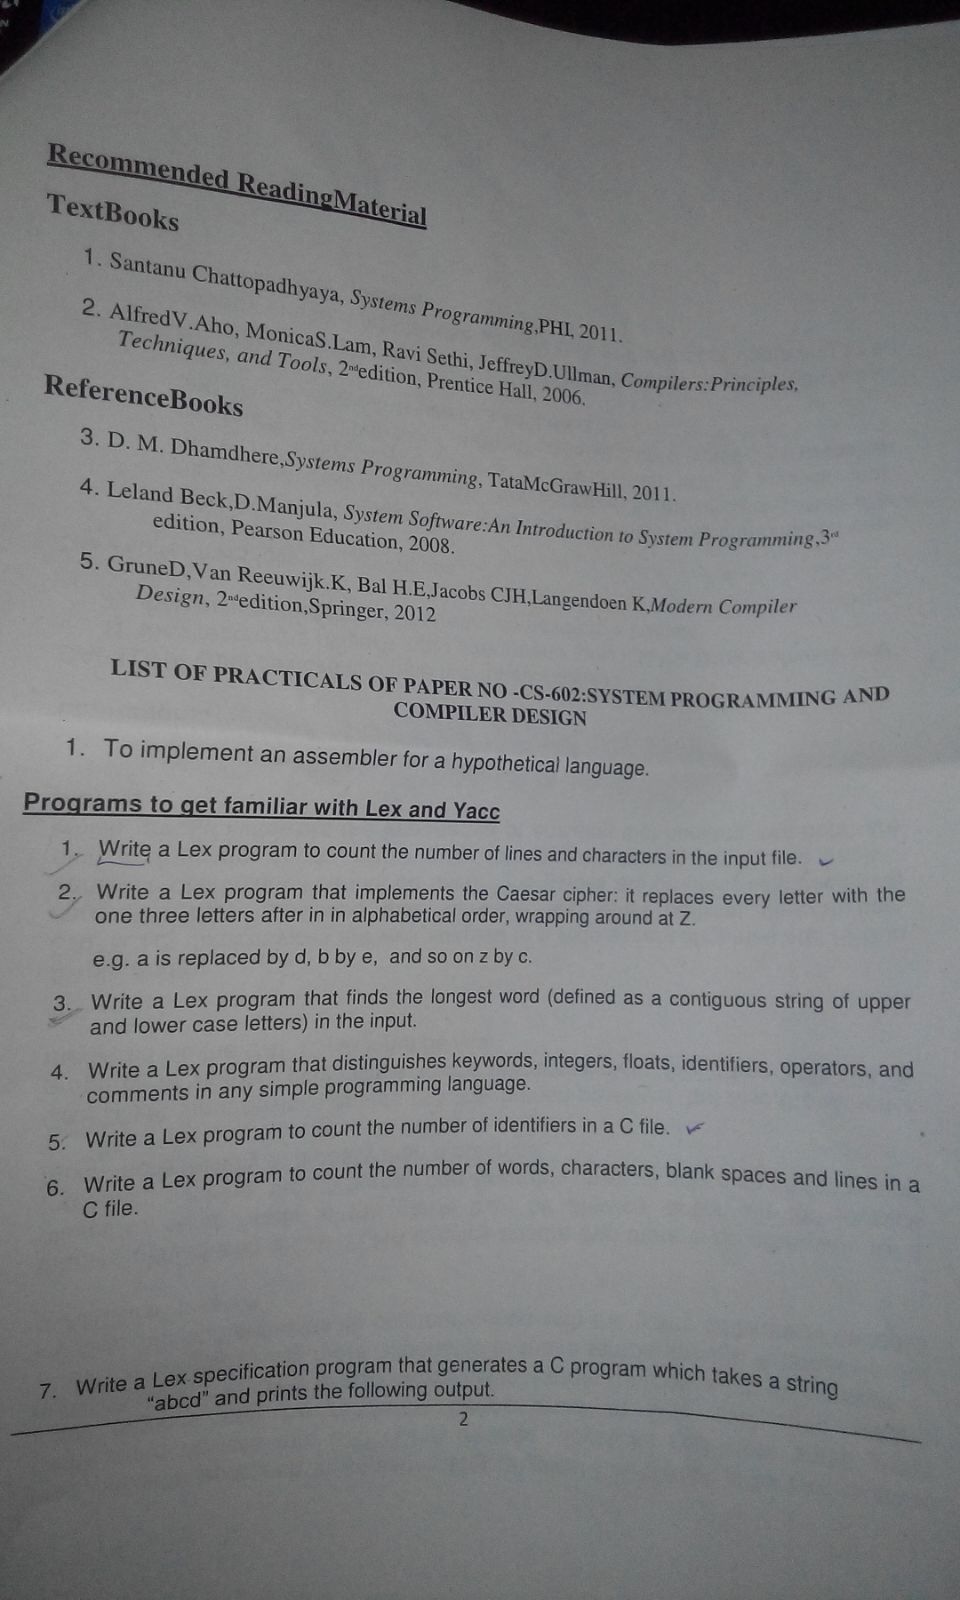 Recommended ReadingMaterial
TextBooks
1. Santanu Chattopadhyaya, Systems Programming,PHI, 2011.
2. AlfredV.Aho, MonicaS.Lam, Ravi Sethi, JeffreyD.Ullman, Compilers:Principles,
Techniques, and Tools, 2ndedition, Prentice Hall, 2006.
ReferenceBooks
3. D. M. Dhamdhere,Systems Programming, TataMcGrawHill, 2011.
4. Leland Beck,D.Manjula, System Software:An Introduction to System Programming,3rd
edition, Pearson Education, 2008.
5. GruneD,Van Reeuwijk.K, Bal H.E,Jacobs CJH,Langendoen K,Modern Compiler
Design, 2ndedition,Springer, 2012
LIST OF PRACTICALS OF PAPER NO -CS-602:SYSTEM PROGRAMMING AND
COMPILER DESIGN
1. To implement an assembler for a hypothetical language.
Programs to get familiar with Lex and Yacc
1. Write a Lex program to count the number of lines and characters in the input file.
2. Write a Lex program that implements the Caesar cipher: it replaces every letter with the
one three letters after in in alphabetical order, wrapping around at Z.
e.g. a is replaced by d, b by e, and so on z by c.
3. Write a Lex program that finds the longest word (defined as a contiguous string of upper
and lower case letters) in the input.
4. Write a Lex program that distinguishes keywords, integers, floats, identifiers, operators, and
comments in any simple programming language.
5. Write a Lex program to count the number of identifiers in a C file.
6. Write a Lex program to count the number of words, characters, blank spaces and lines in a
C file.
7. Write a Lex specification program that generates a C program which takes a string
“abcd” and prints the following output.
2